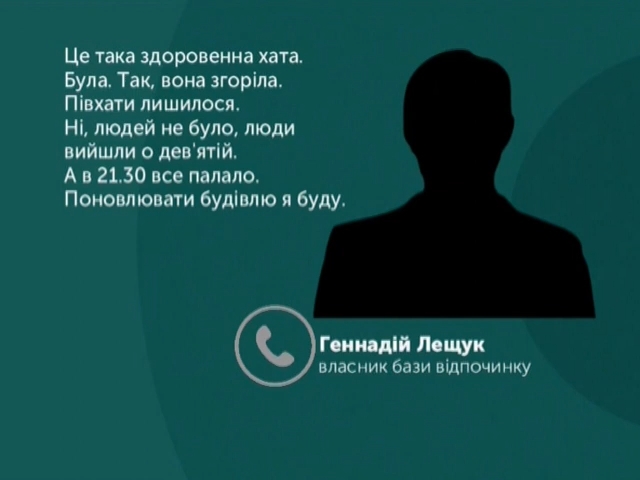 Це така здоровенна хата.
Була. Так, вона згоріла.
Півхати лишилося.
Ні, людей не було, люди
вийшли о дев'ятій.
А в 21.30 все палало.
Поновлювати будівлю я буду.
Геннадій Лещук
власник бази відпочинку